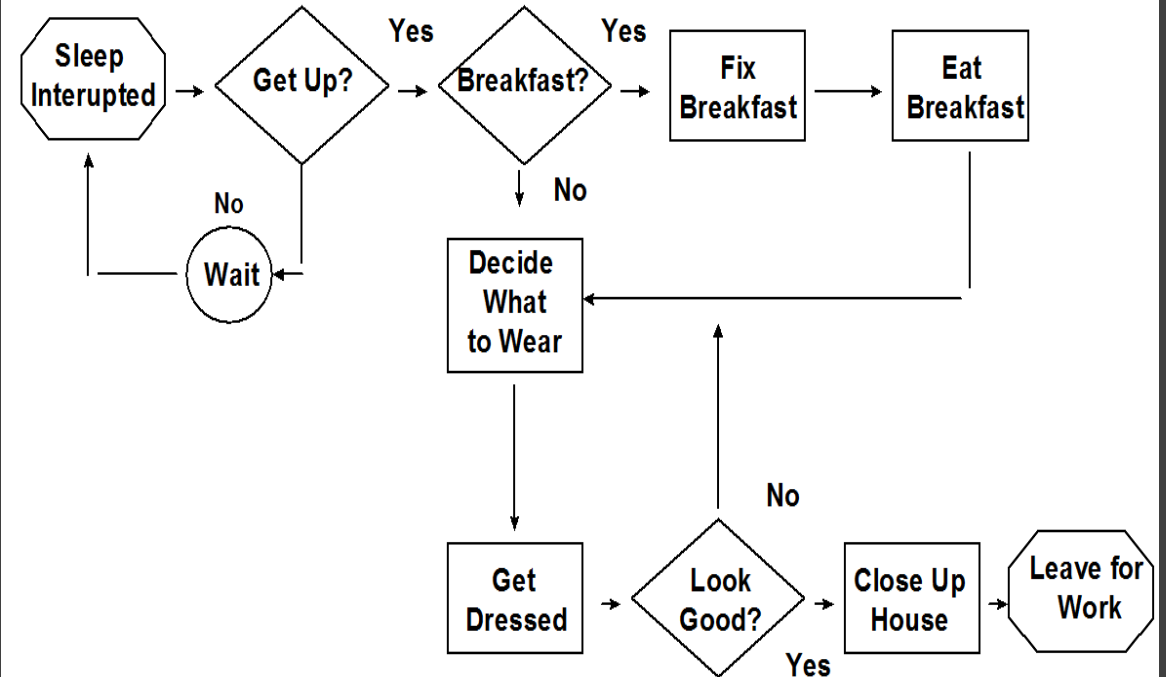 Sleep
Interupted
Get Up?
Yes
Breakfast?
Yes
Fix
Breakfast
Eat
Breakfast
No
Wait
No
Decide
What
to Wear
Get
Dressed
Look
Good?
No
Yes
Close Up
House
Leave for
Work